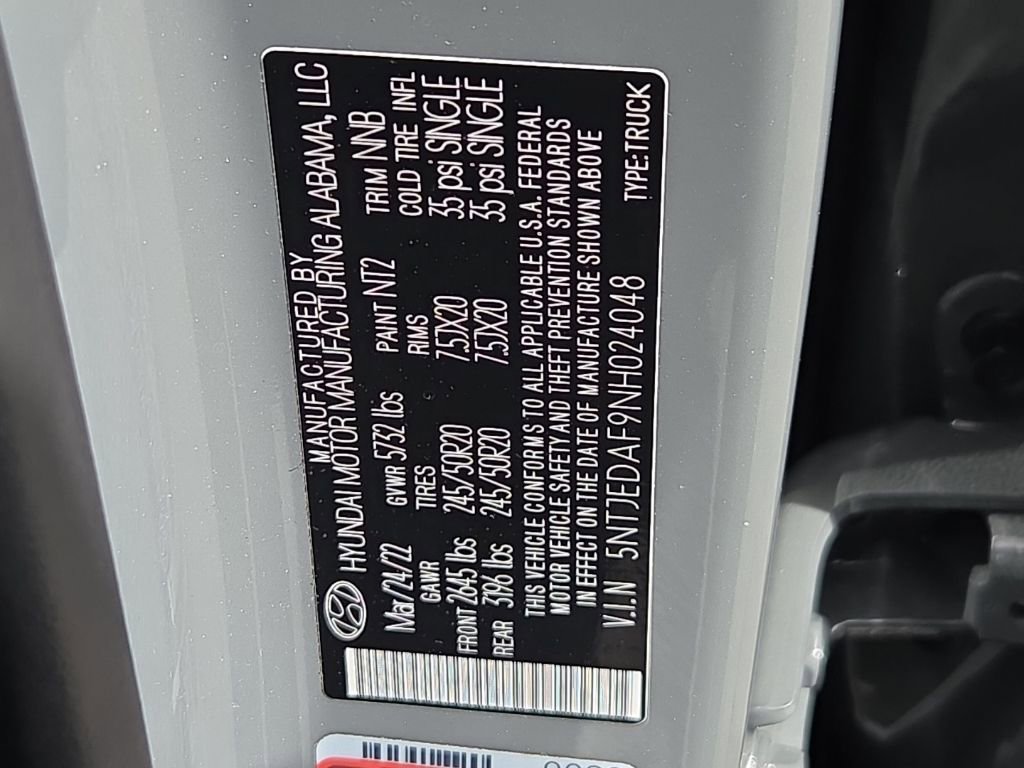 MANUFACTURED BY
HYUNDAI MOTOR MANUFACTURING ALABAMA, LLC
Mar/24/22 GVWR 5732 lbs PAINT NT2 TRIM NNB
GAWR TIRES RIMS COLD TIRE INFL
FRONT 2645 lbs 245/50R20 7.5JX20 35 psi SINGLE
REAR 3196 lbs 245/50R20 7.5JX20 35 psi SINGLE
THIS VEHICLE CONFORMS TO ALL APPLICABLE U.S.A. FEDERAL
MOTOR VEHICLE SAFETY AND THEFT PREVENTION STANDARDS
IN EFFECT ON THE DATE OF MANUFACTURE SHOWN ABOVE
V.I.N 5NTJEDAF9NH024048 TYPE:TRUCK